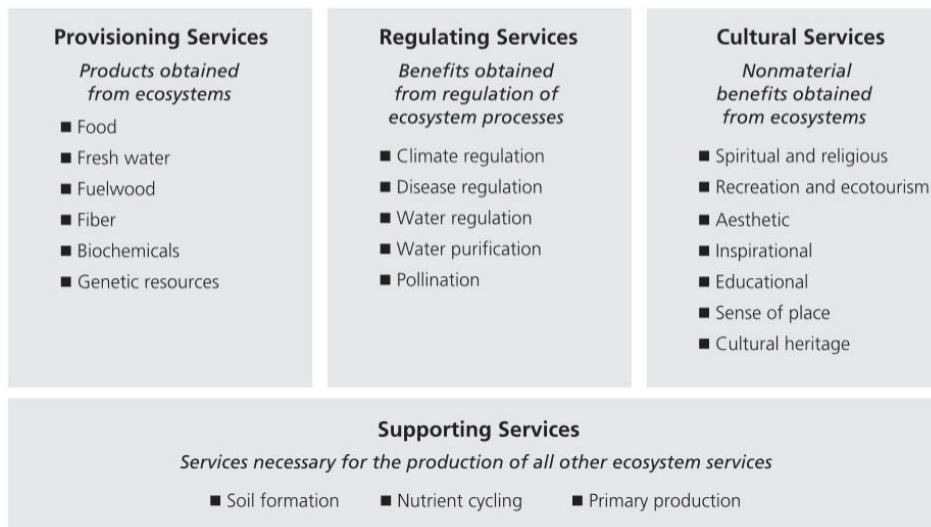 Provisioning Services
Products obtained
from ecosystems
■ Food
■ Fresh water
■ Fuelwood
■ Fiber
■ Biochemicals
■ Genetic resources
Regulating Services
Benefits obtained
from regulation of
ecosystem processes
■ Climate regulation
■ Disease regulation
■ Water regulation
■ Water purification
■ Pollination
Cultural Services
Nonmaterial
benefits obtained
from ecosystems
■ Spiritual and religious
■ Recreation and ecotourism
■ Aesthetic
■ Inspirational
■ Educational
■ Sense of place
■ Cultural heritage
Supporting Services
Services necessary for the production of all other ecosystem services
■ Soil formation ■ Nutrient cycling ■ Primary production